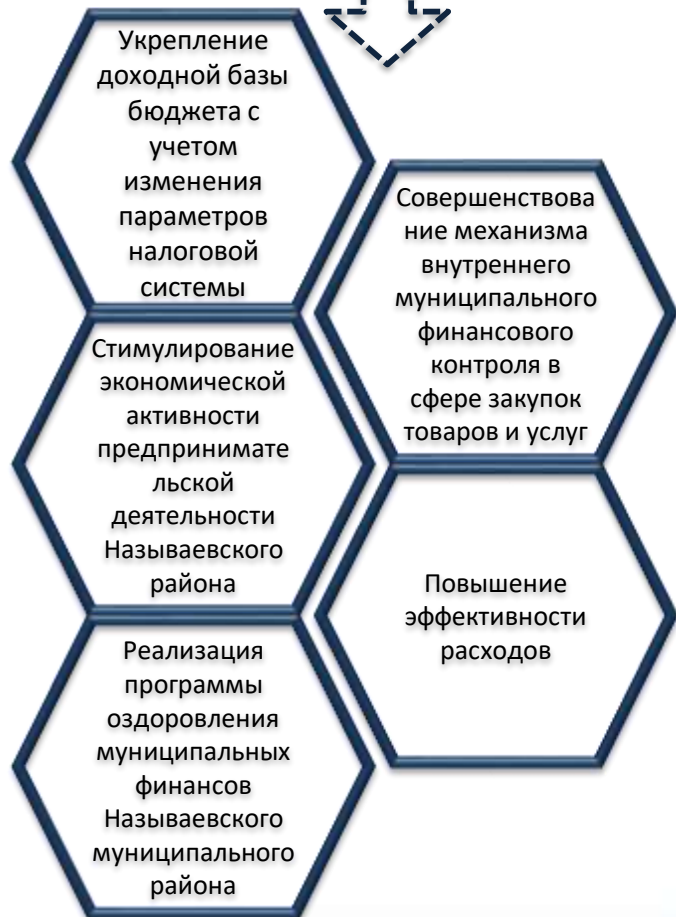 Укрепление
доходной базы
бюджета с
учетом
изменения
параметров
налоговой
системы
Совершенствова
ние механизма
внутреннего
муниципального
финансового
контроля в
сфере закупок
товаров и услуг
Стимулирование
экономической
активности
предпринимате
льской
деятельности
Называевского
района
Повышение
эффективности
расходов
Реализация
программы
оздоровления
муниципальных
финансов
Называевского
муниципального
района